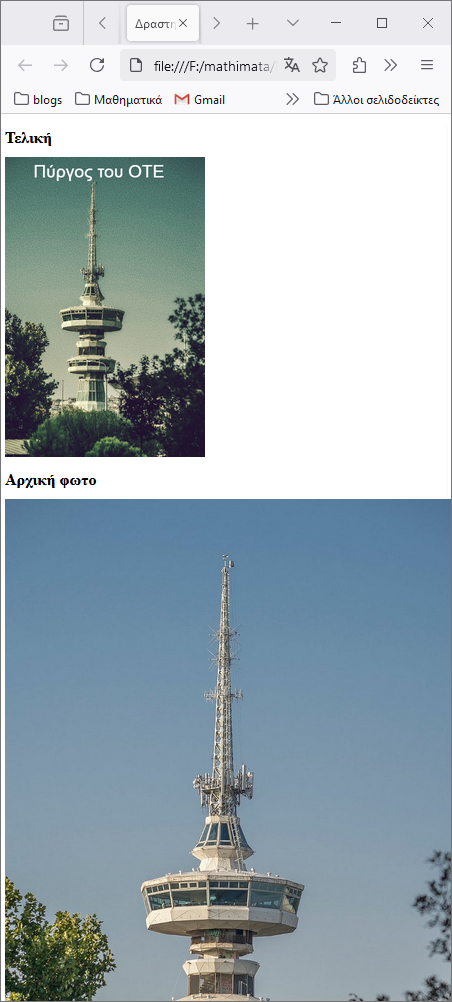 Δραστη
file:///F:/mathimata/
blogs
Μαθηματικά
Gmail
Άλλοι σελιδοδείκτες
Τελική
Πύργος του ΟΤΕ
Αρχική φωτο